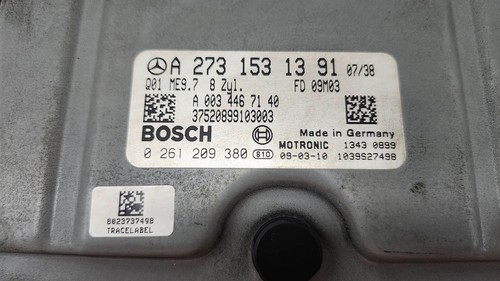 A 273 153 13 91 07/38
Q01 ME9.7 8 Zyl. FD 09M03
A 003 446 71 40
37520899103003
BOSCH Made in Germany
MOTRONIC 1343 0899
0 261 209 380 B10 09-03-10 1039S27498
8023737498
TRACELABEL